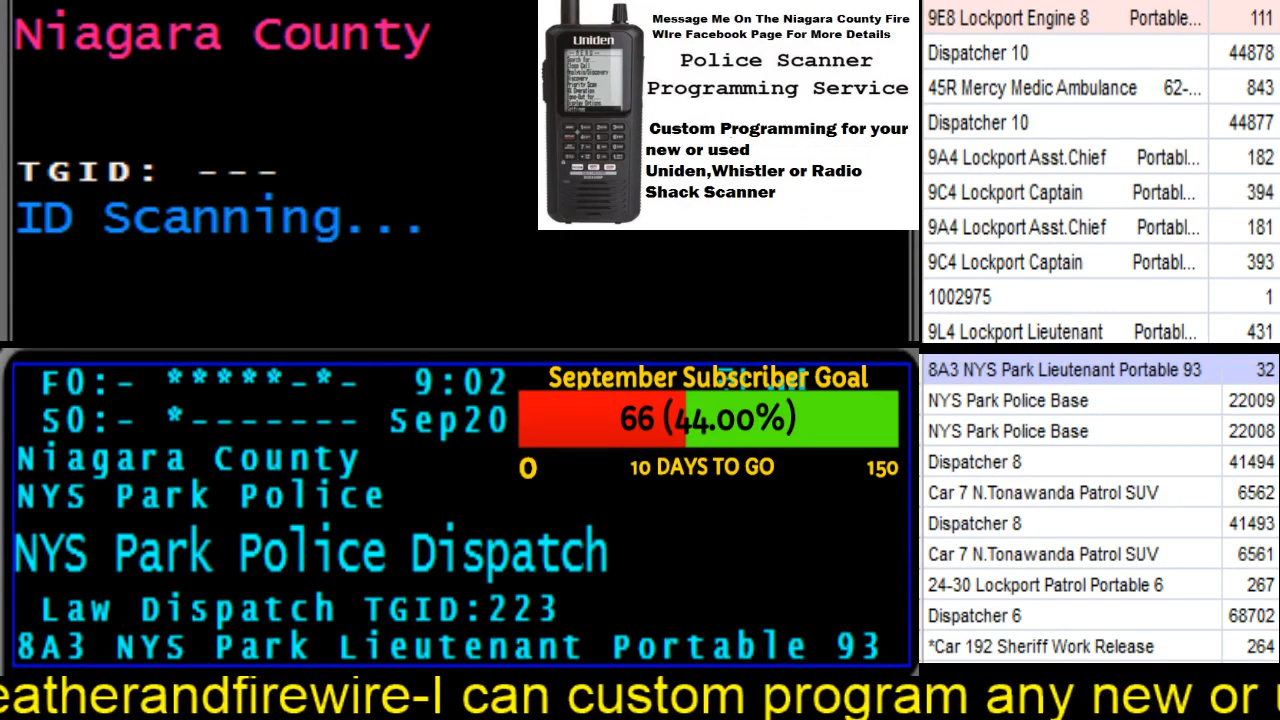 Niagara County
TGID: ---
ID Scanning...
Uniden
Message Me On The Niagara County Fire
WIre Facebook Page For More Details
Police Scanner
Programming Service
Custom Programming for your
new or used
Uniden,Whistler or Radio
Shack Scanner
9E8 Lockport Engine 8 Portable... 111
Dispatcher 10 44878
45R Mercy Medic Ambulance 62-... 843
Dispatcher 10 44877
9A4 Lockport Asst.Chief Portabl... 182
9C4 Lockport Captain Portabl... 394
9A4 Lockport Asst.Chief Portabl... 181
9C4 Lockport Captain Portabl... 393
1002975 1
9L4 Lockport Lieutenant Portabl... 431
F0:- *****-*- 9:02
S0:- *------- Sep20
Niagara County
NYS Park Police
NYS Park Police Dispatch
Law Dispatch TGID:223
8A3 NYS Park Lieutenant Portable 93
September Subscriber Goal
66 (44.00%)
0 10 DAYS TO GO 150
8A3 NYS Park Lieutenant Portable 93 32
NYS Park Police Base 22009
NYS Park Police Base 22008
Dispatcher 8 41494
Car 7 N.Tonawanda Patrol SUV 6562
Dispatcher 8 41493
Car 7 N.Tonawanda Patrol SUV 6561
24-30 Lockport Patrol Portable 6 267
Dispatcher 6 68702
*Car 192 Sheriff Work Release 264
eatherandfirewire-I can custom program any new or